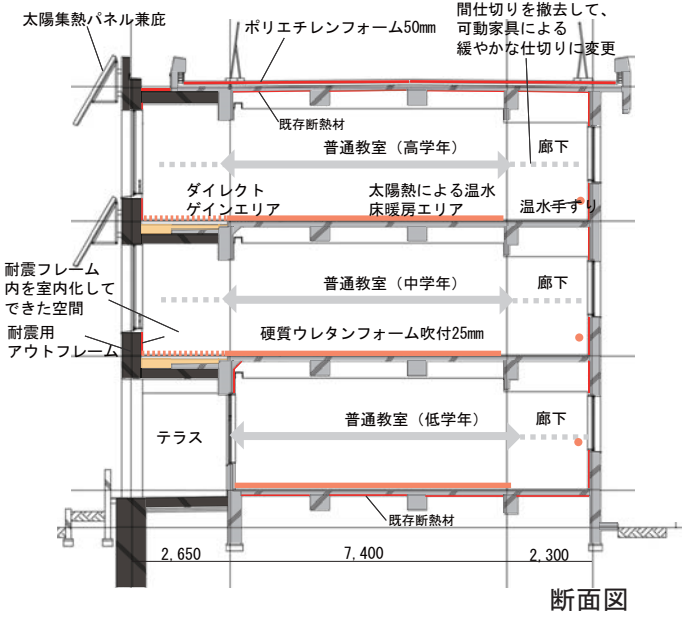 太陽集熱パネル兼庇
ポリエチレンフォーム50mm
間仕切りを撤去して、
可動家具による
緩やかな仕切りに変更
既存断熱材
普通教室（高学年）
廊下
ダイレクト
ゲインエリア
太陽熱による温水
床暖房エリア
温水手すり
耐震フレーム
内を室内化して
できた空間
普通教室（中学年）
廊下
耐震用
アウトフレーム
硬質ウレタンフォーム吹付25mm
テラス
普通教室（低学年）
廊下
既存断熱材
2,650
7,400
2,300
断面図